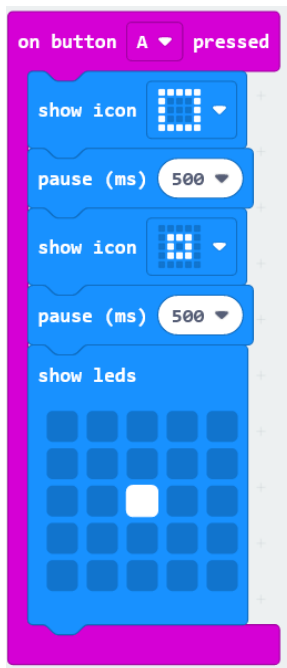 on button A pressed
show icon
pause (ms) 500
show icon
pause (ms) 500
show leds